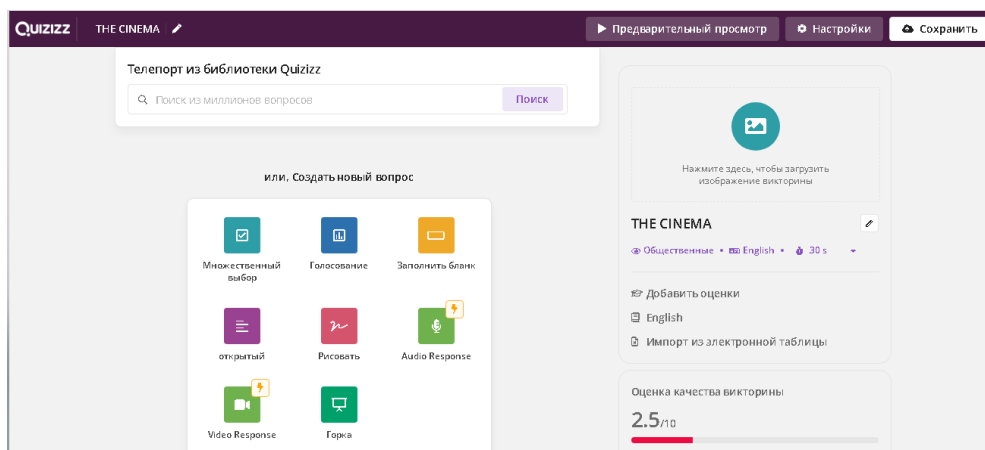 QUIZIZZ
THE CINEMA
Предварительный просмотр
Настройки
Сохранить
Телепорт из библиотеки Quizizz
Поиск из миллионов вопросов
Поиск
или, Создать новый вопрос
Множественный
выбор
Голосование
Заполнить бланк
открытый
Рисовать
Audio Response
Video Response
Горка
Нажмите здесь, чтобы загрузить
изображение викторины
THE CINEMA
Общественные • English • 30 s
Добавить оценки
English
Импорт из электронной таблицы
Оценка качества викторины
2.5/10